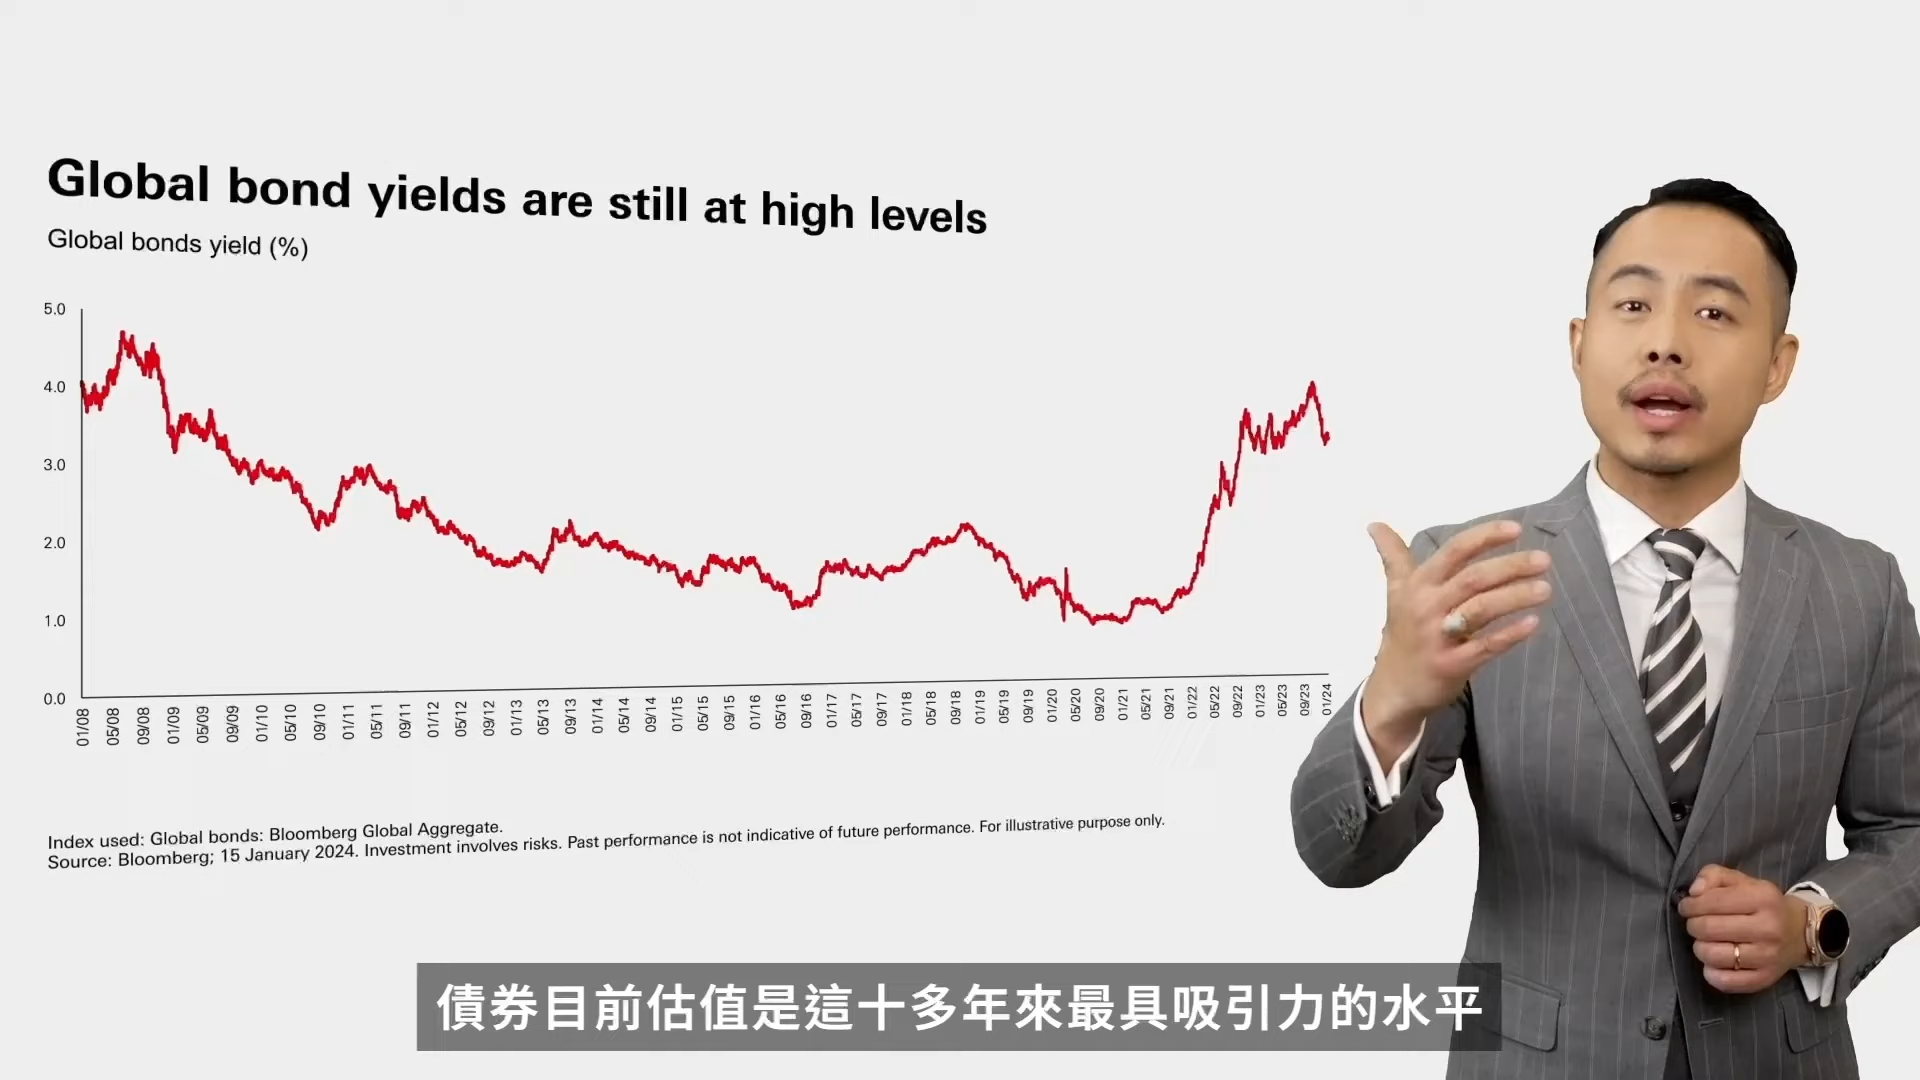 Global bond yields are still at high levels
Global bonds yield (%)
5.0
4.0
3.0
2.0
1.0
0.0
01/08 05/08 09/08 01/09 05/09 09/09 01/10 05/10 09/10 01/11 05/11 09/11 01/12 05/12 09/12 01/13 05/13 09/13 01/14 05/14 09/14 01/15 05/15 09/15 01/16 05/16 09/16 01/17 05/17 09/17 01/18 05/18 09/18 01/19 05/19 09/19 01/20 05/20 09/20 01/21 05/21 09/21 01/22 05/22 09/22 01/23 05/23 09/23 01/24
Index used: Global bonds: Bloomberg Global Aggregate.
Source: Bloomberg; 15 January 2024. Investment involves risks. Past performance is not indicative of future performance. For illustrative purpose only.
債券目前估值是這十多年來最具吸引力的水平